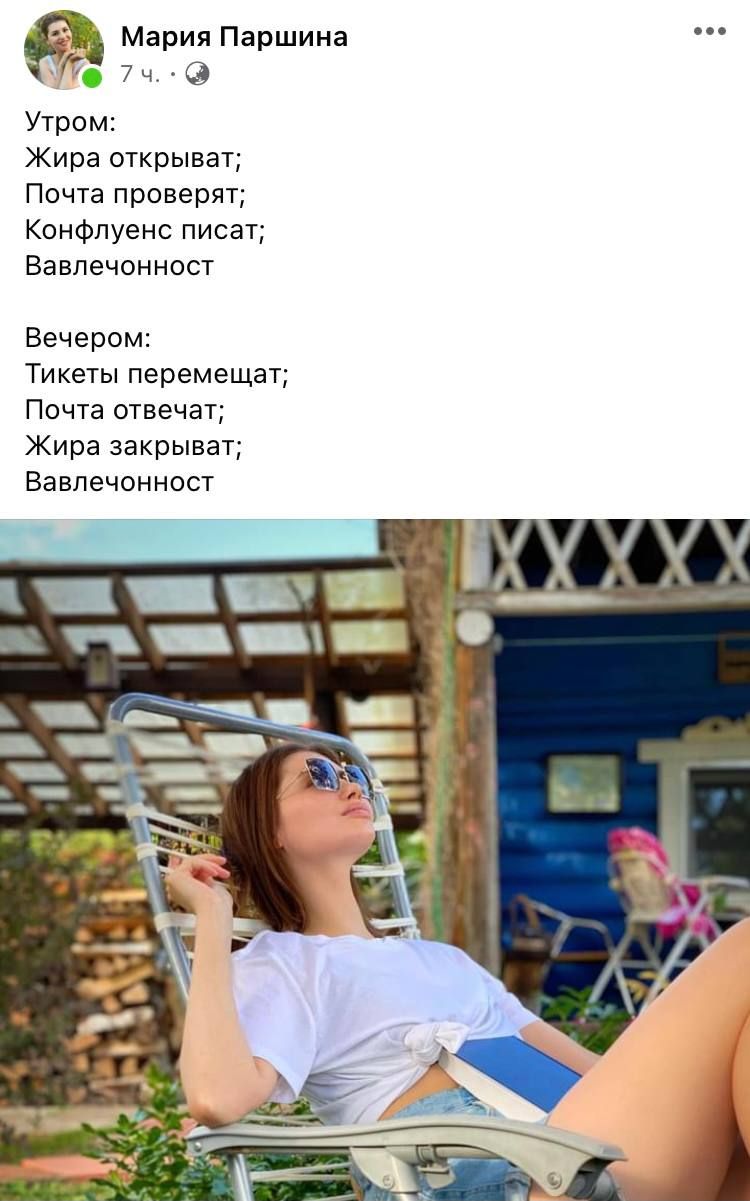 Мария Паршина
7 ч. ·
Утром:
Жира открыват;
Почта проверят;
Конфлуенс писат;
Вавлечонност
Вечером:
Тикеты перемещат;
Почта отвечат;
Жира закрыват;
Вавлечонност